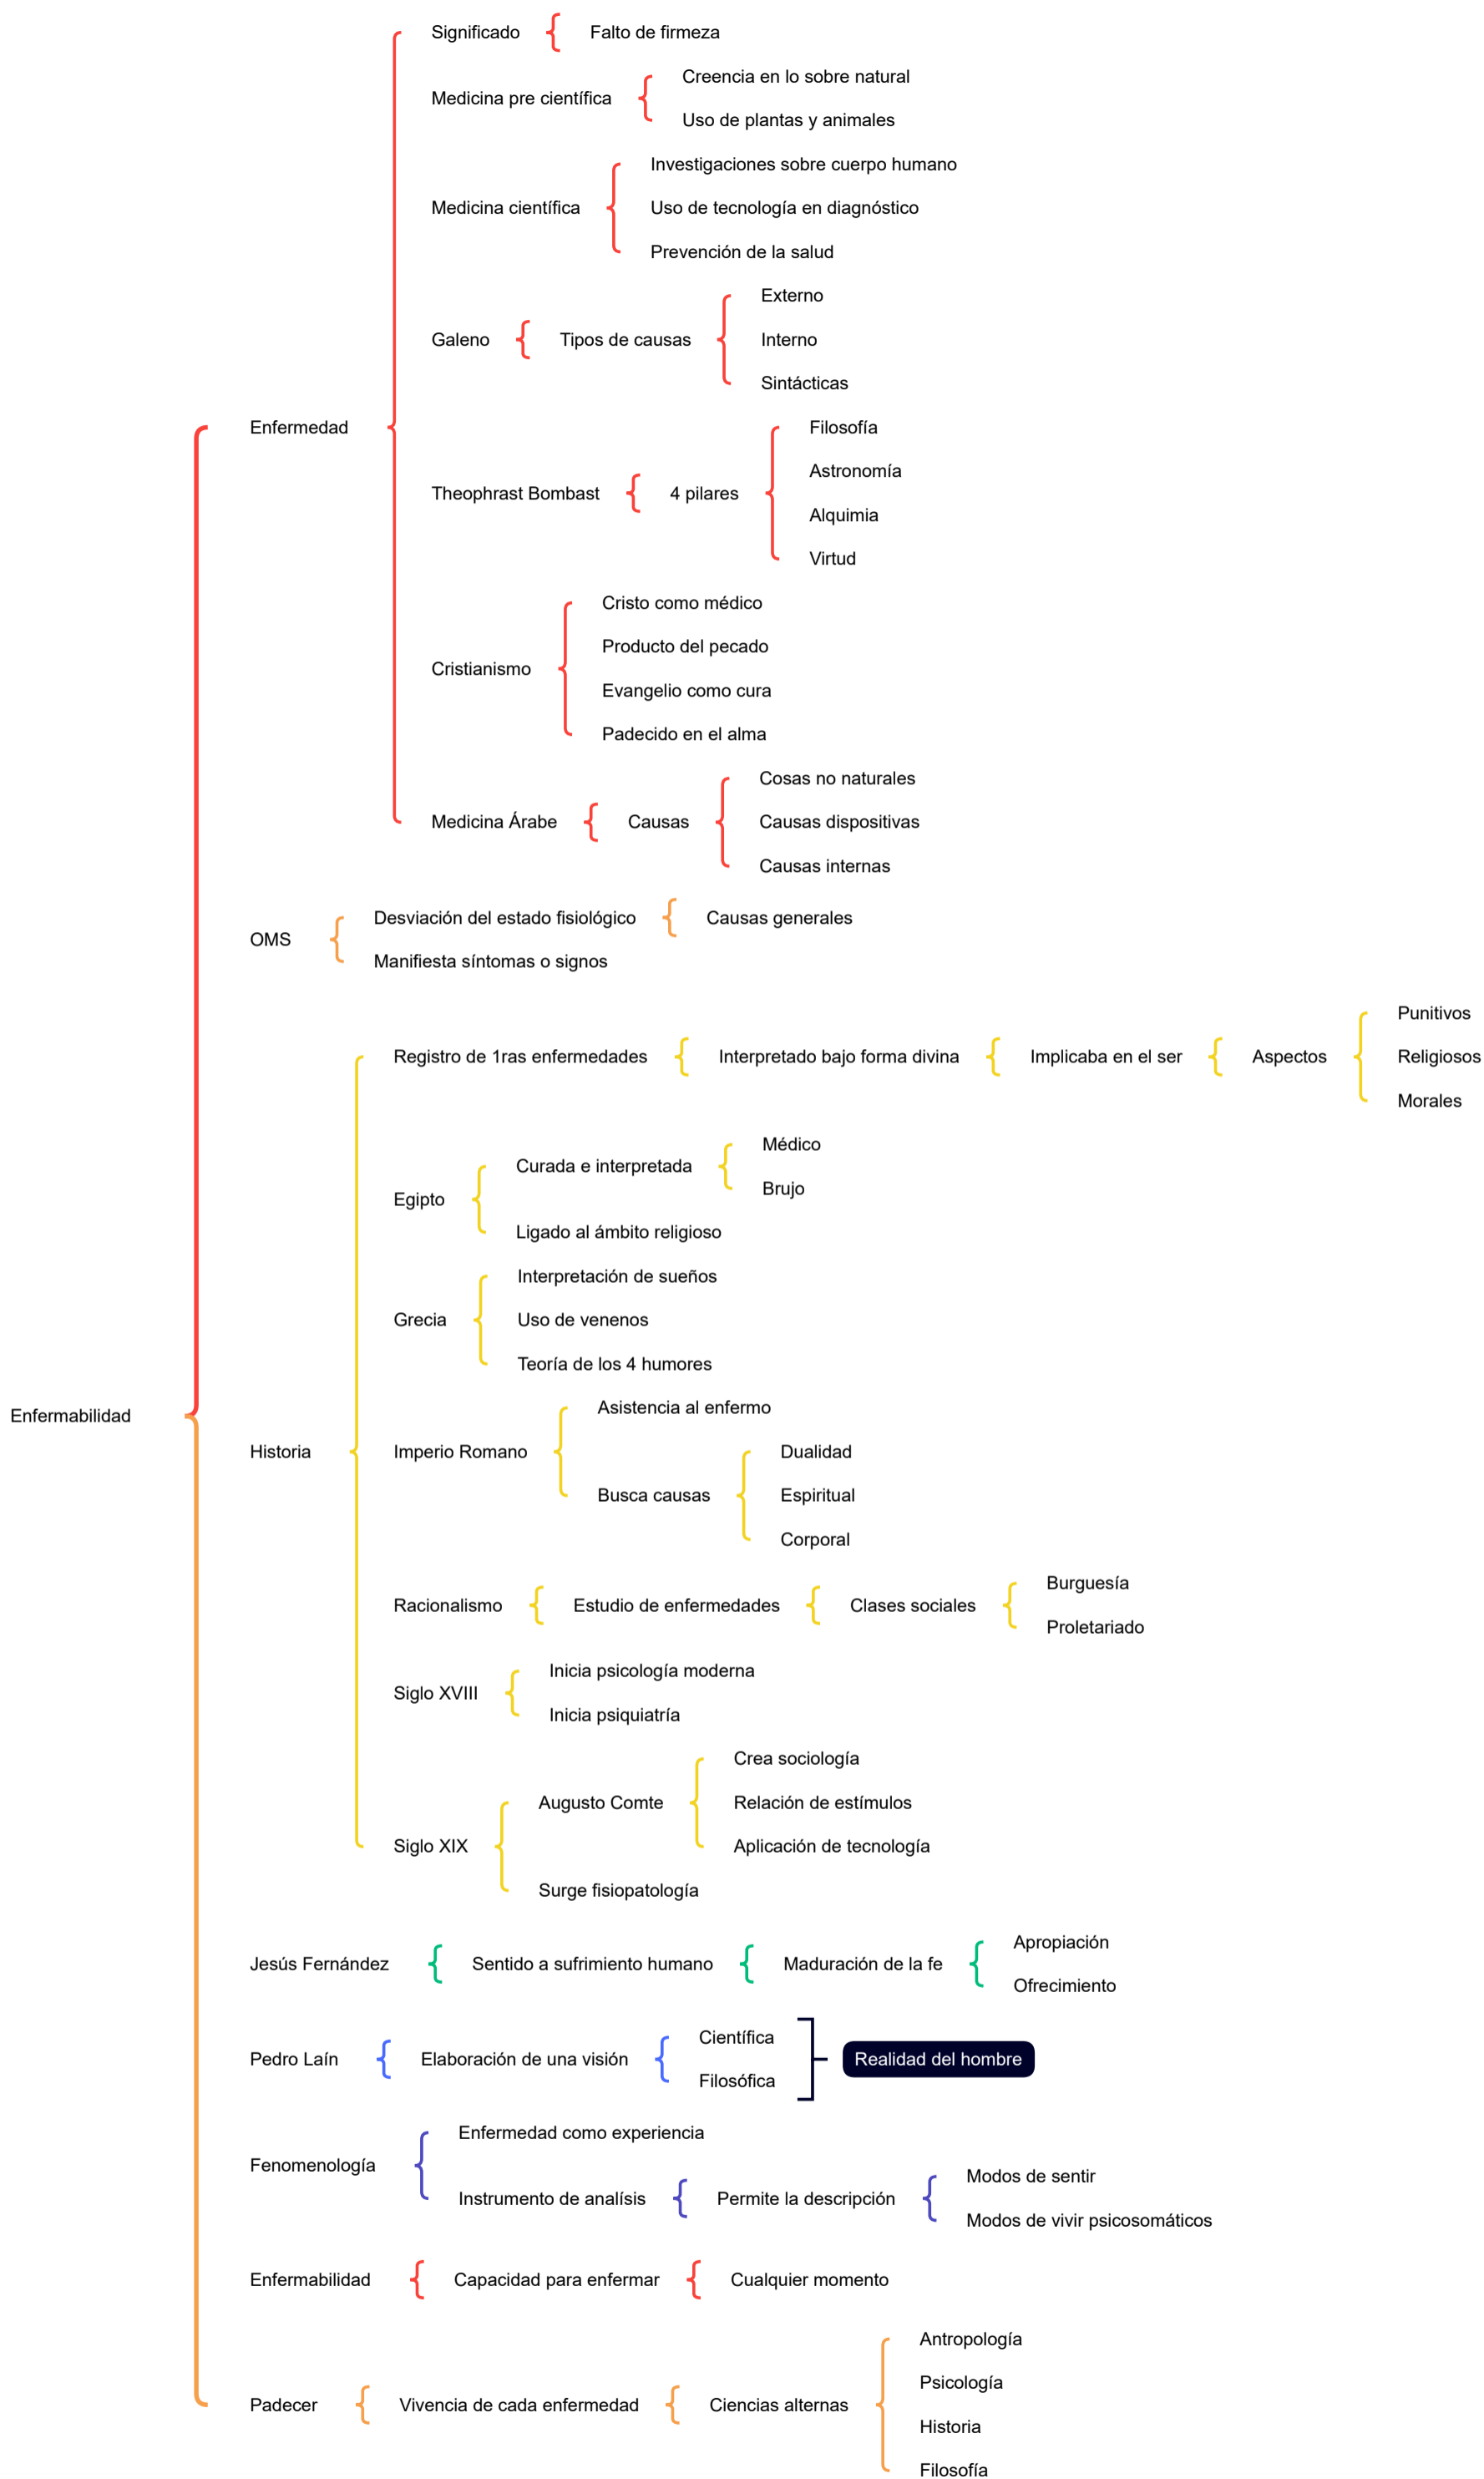 Enfermabilidad
Enfermedad
Significado
Falto de firmeza
Medicina pre científica
Creencia en lo sobre natural
Uso de plantas y animales
Medicina científica
Investigaciones sobre cuerpo humano
Uso de tecnología en diagnóstico
Prevención de la salud
Galeno
Tipos de causas
Externo
Interno
Sintácticas
Theophrast Bombast
4 pilares
Filosofía
Astronomía
Alquimia
Virtud
Cristianismo
Cristo como médico
Producto del pecado
Evangelio como cura
Padecido en el alma
Medicina Árabe
Causas
Cosas no naturales
Causas dispositivas
Causas internas
OMS
Desviación del estado fisiológico
Causas generales
Manifiesta síntomas o signos
Historia
Registro de 1ras enfermedades
Interpretado bajo forma divina
Implicaba en el ser
Aspectos
Punitivos
Religiosos
Morales
Egipto
Curada e interpretada
Médico
Brujo
Ligado al ámbito religioso
Grecia
Interpretación de sueños
Uso de venenos
Teoría de los 4 humores
Imperio Romano
Asistencia al enfermo
Busca causas
Dualidad
Espiritual
Corporal
Racionalismo
Estudio de enfermedades
Clases sociales
Burguesía
Proletariado
Siglo XVIII
Inicia psicología moderna
Inicia psiquiatría
Siglo XIX
Augusto Comte
Crea sociología
Relación de estímulos
Aplicación de tecnología
Surge fisiopatología
Jesús Fernández
Sentido a sufrimiento humano
Maduración de la fe
Apropiación
Ofrecimiento
Pedro Laín
Elaboración de una visión
Científica
Filosófica
Realidad del hombre
Fenomenología
Enfermedad como experiencia
Instrumento de analísis
Permite la descripción
Modos de sentir
Modos de vivir psicosomáticos
Enfermabilidad
Capacidad para enfermar
Cualquier momento
Padecer
Vivencia de cada enfermedad
Ciencias alternas
Antropología
Psicología
Historia
Filosofía